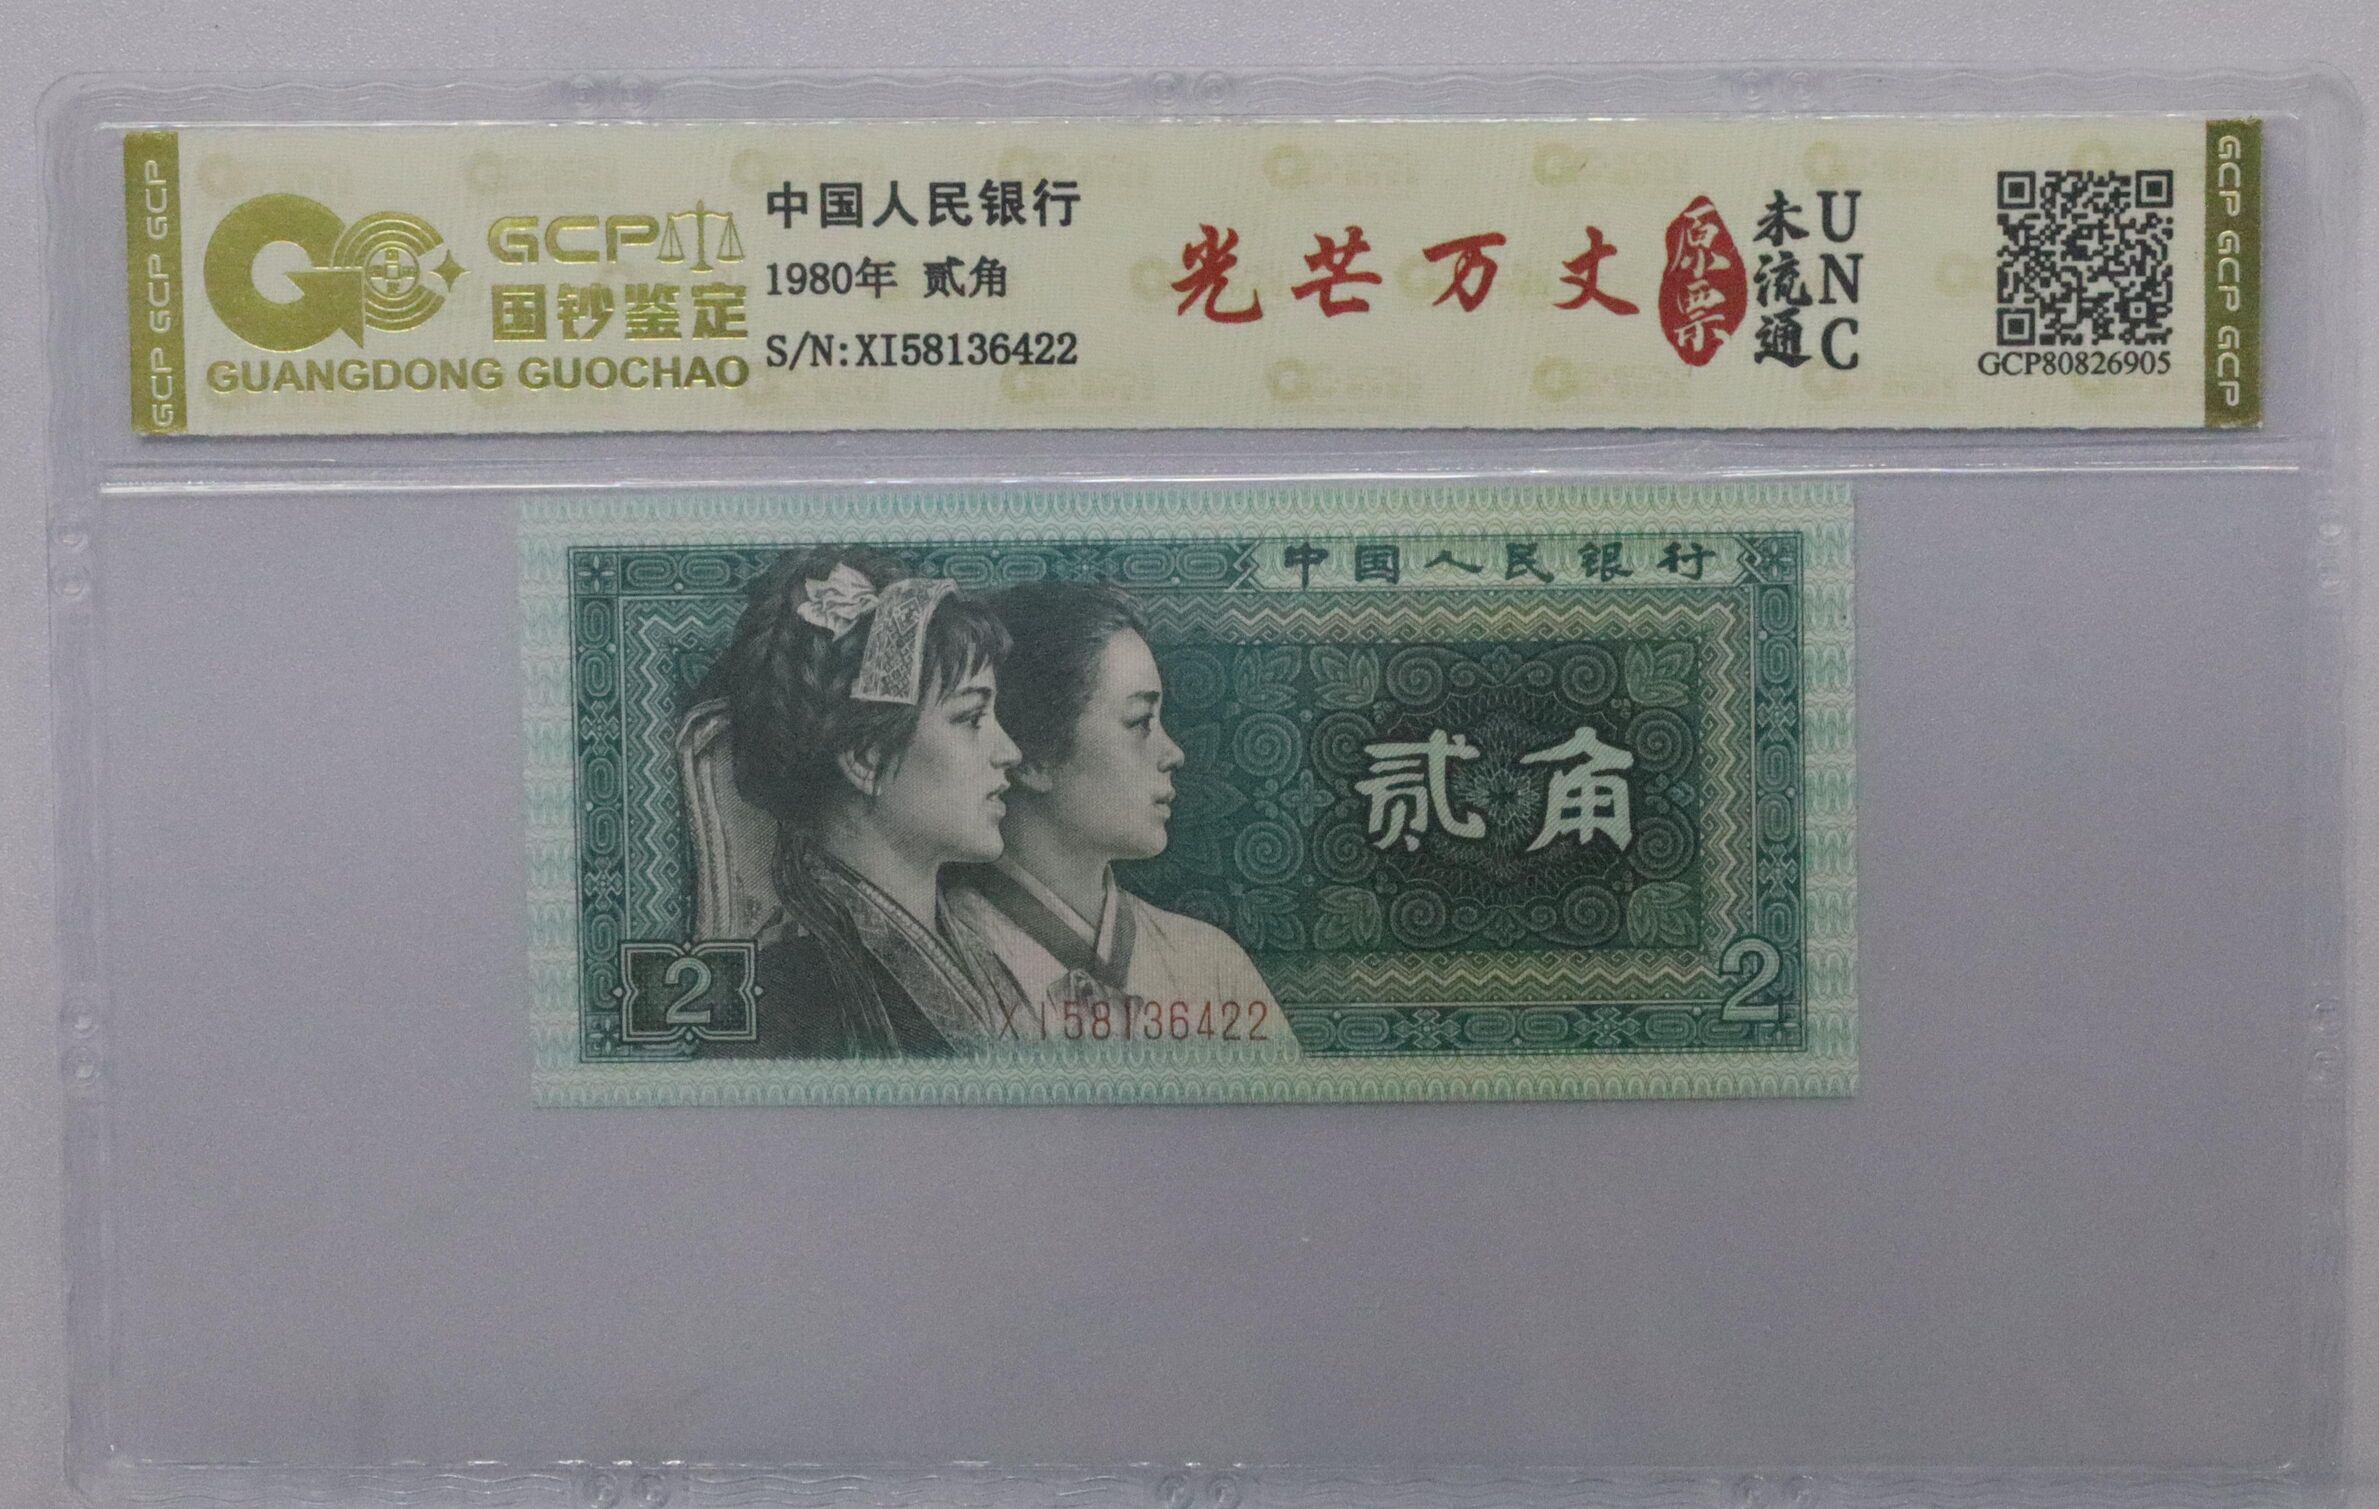 GCP GCP GCP
GCP
国钞鉴定
GUANGDONG GUOCHAO
中国人民银行
1980年 贰角
S/N:XI58136422
光芒万丈
原票
未流通
UNC
GCP80826905
GCP GCP GCP
中国人民银行
贰角
2
2
XI58136422